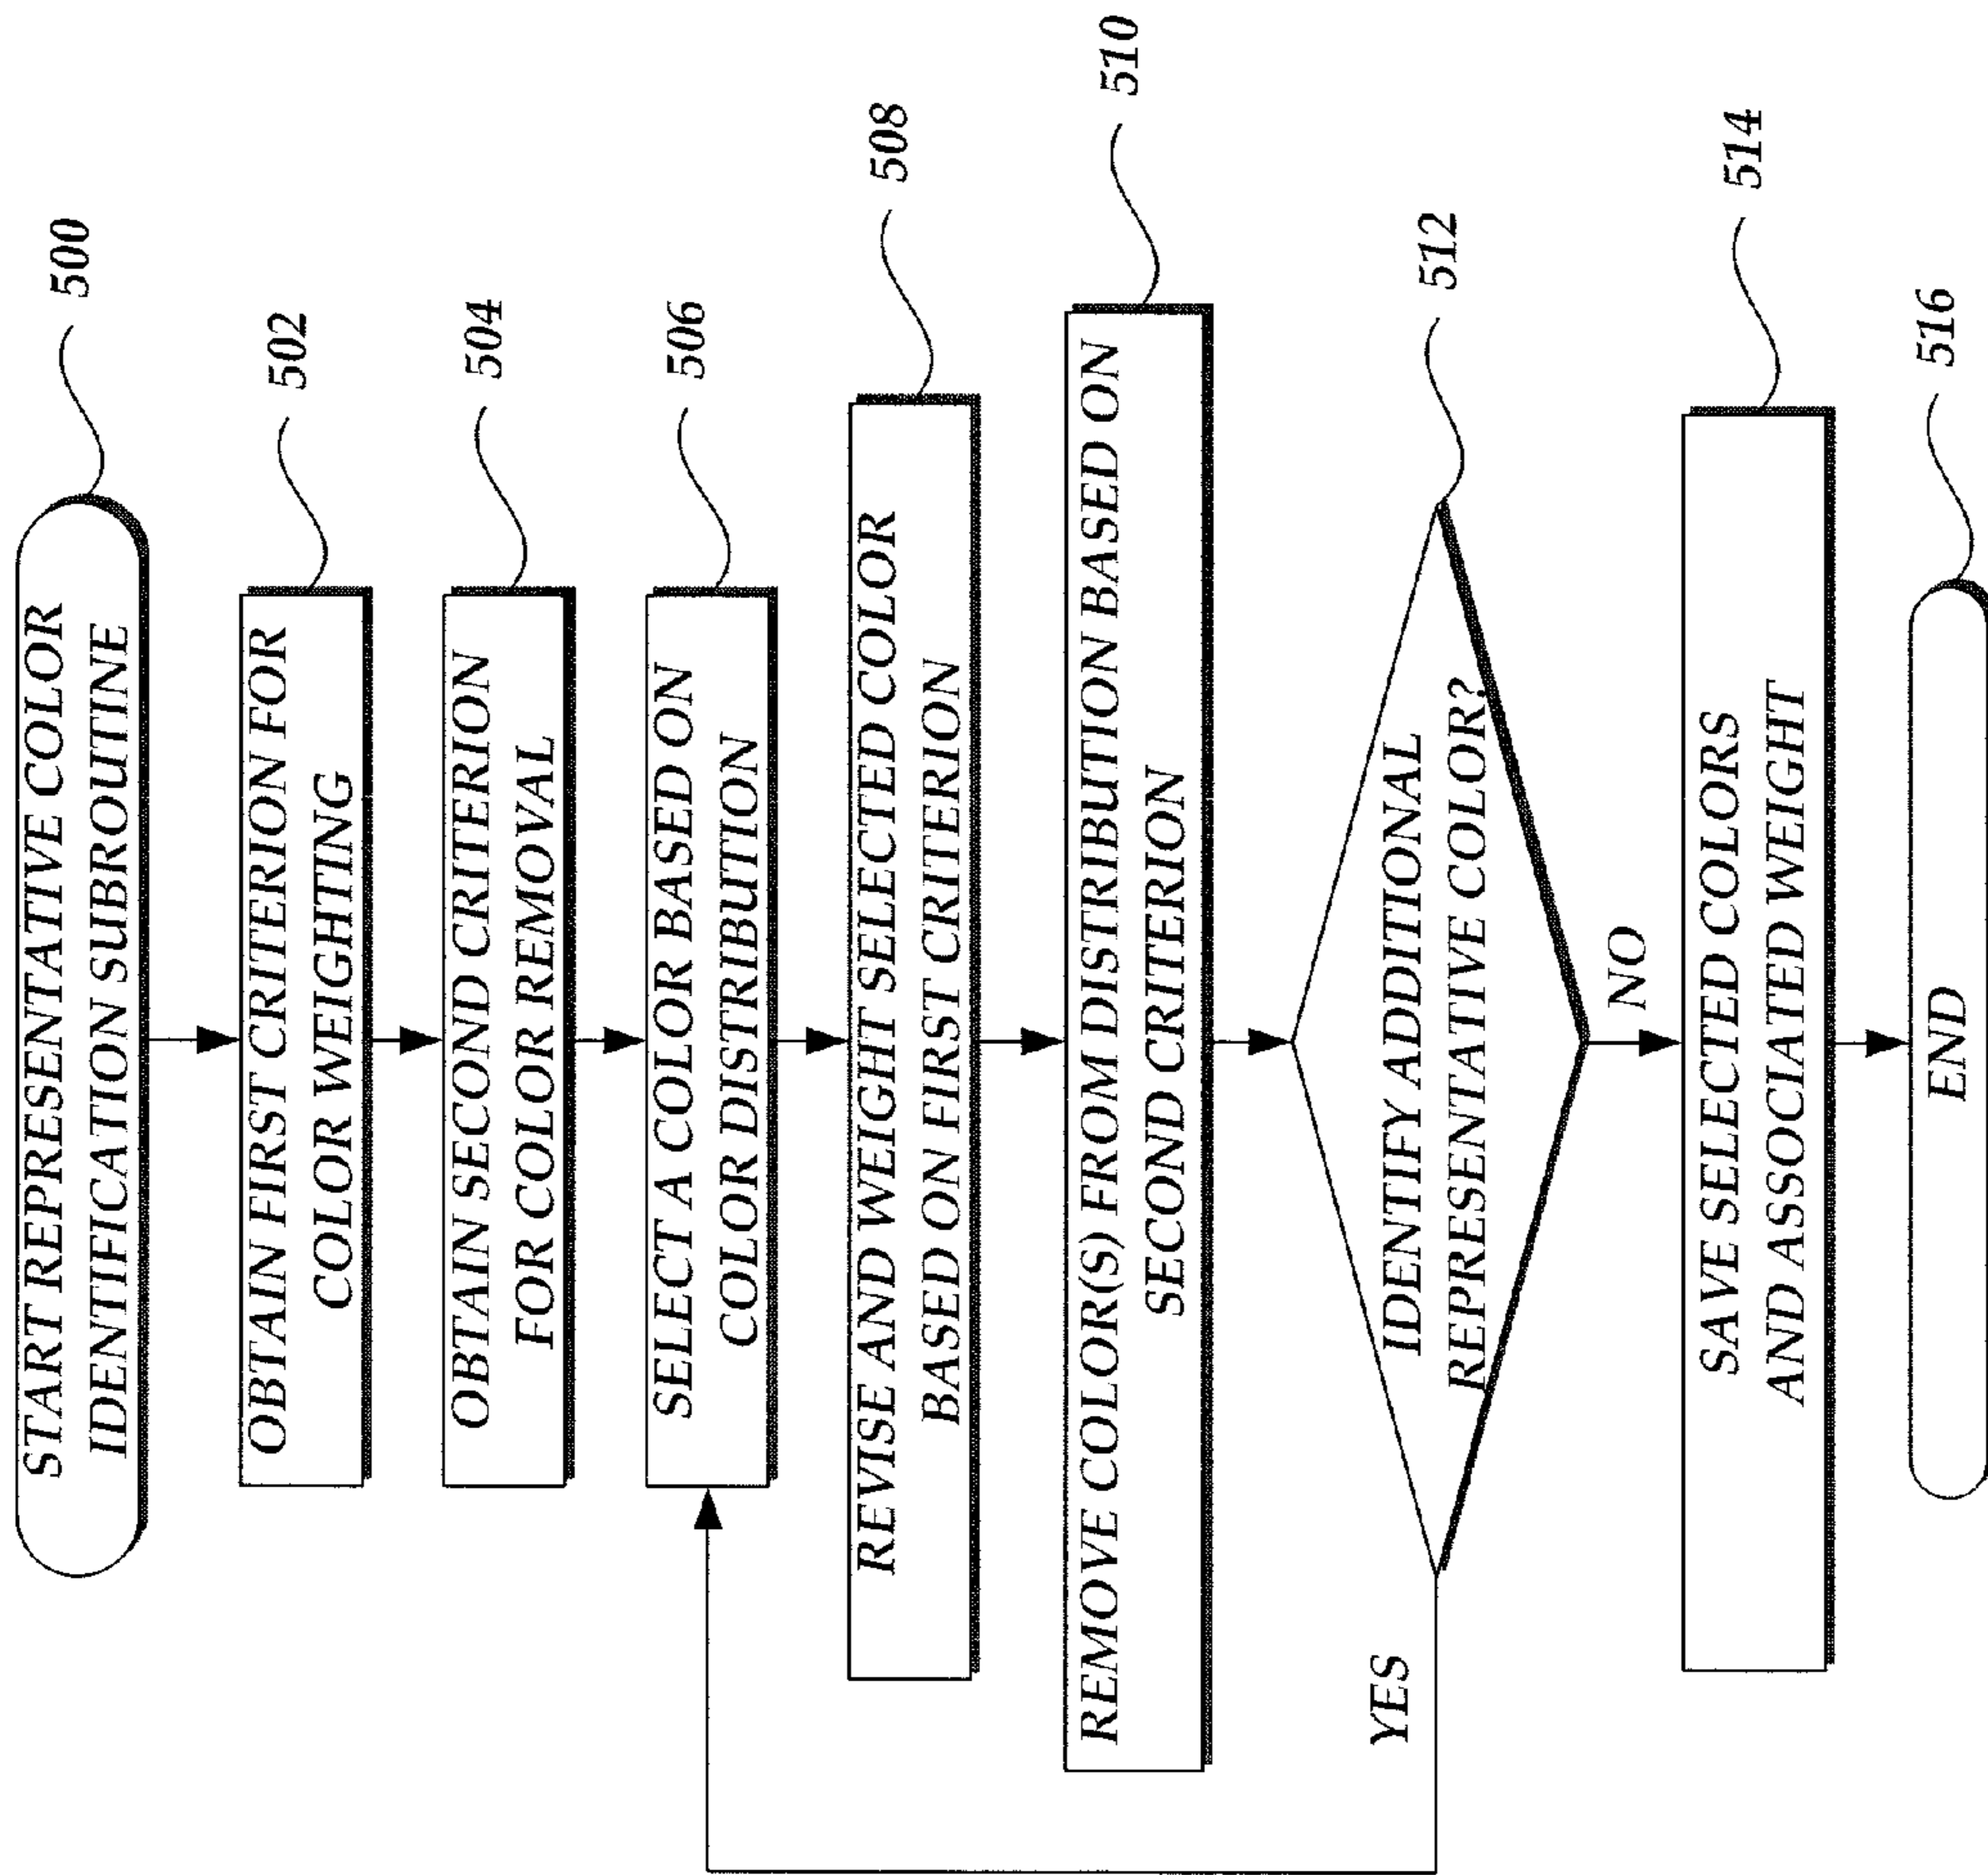 START REPRESENTATIVE COLOR
IDENTIFICATION SUBROUTINE
500
OBTAIN FIRST CRITERION FOR
COLOR WEIGHTING
502
OBTAIN SECOND CRITERION
FOR COLOR REMOVAL
504
SELECT A COLOR BASED ON
COLOR DISTRIBUTION
506
REVISE AND WEIGHT SELECTED COLOR
BASED ON FIRST CRITERION
508
REMOVE COLOR(S) FROM DISTRIBUTION BASED ON
SECOND CRITERION
510
IDENTIFY ADDITIONAL
REPRESENTATIVE COLOR?
512
YES
NO
SAVE SELECTED COLORS
AND ASSOCIATED WEIGHT
514
END
516